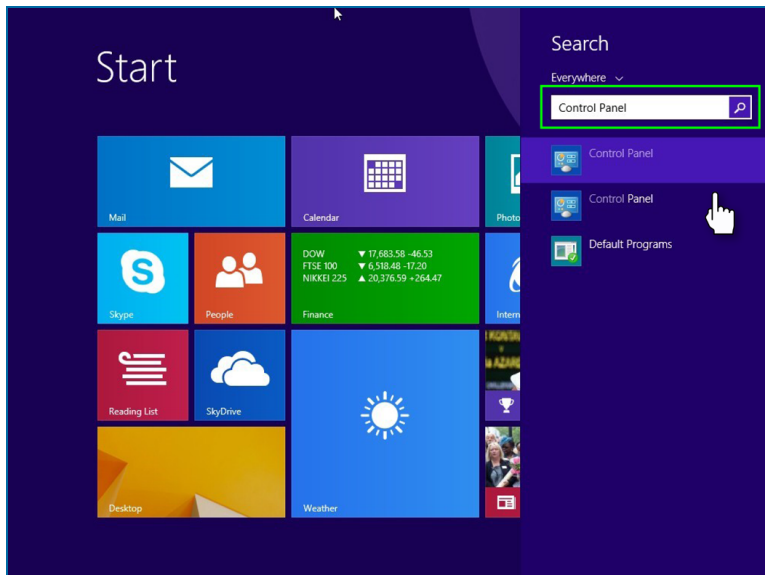 Start
Mail
Calendar
Photo
Skype
People
DOW ▼ 17,683.58 -46.53
FTSE 100 ▼ 6,518.48 -17.20
NIKKEI 225 ▲ 20,376.59 +264.47
Finance
Intern
Reading List
SkyDrive
Desktop
Weather
Search
Everywhere
Control Panel
Control Panel
Control Panel
Default Programs